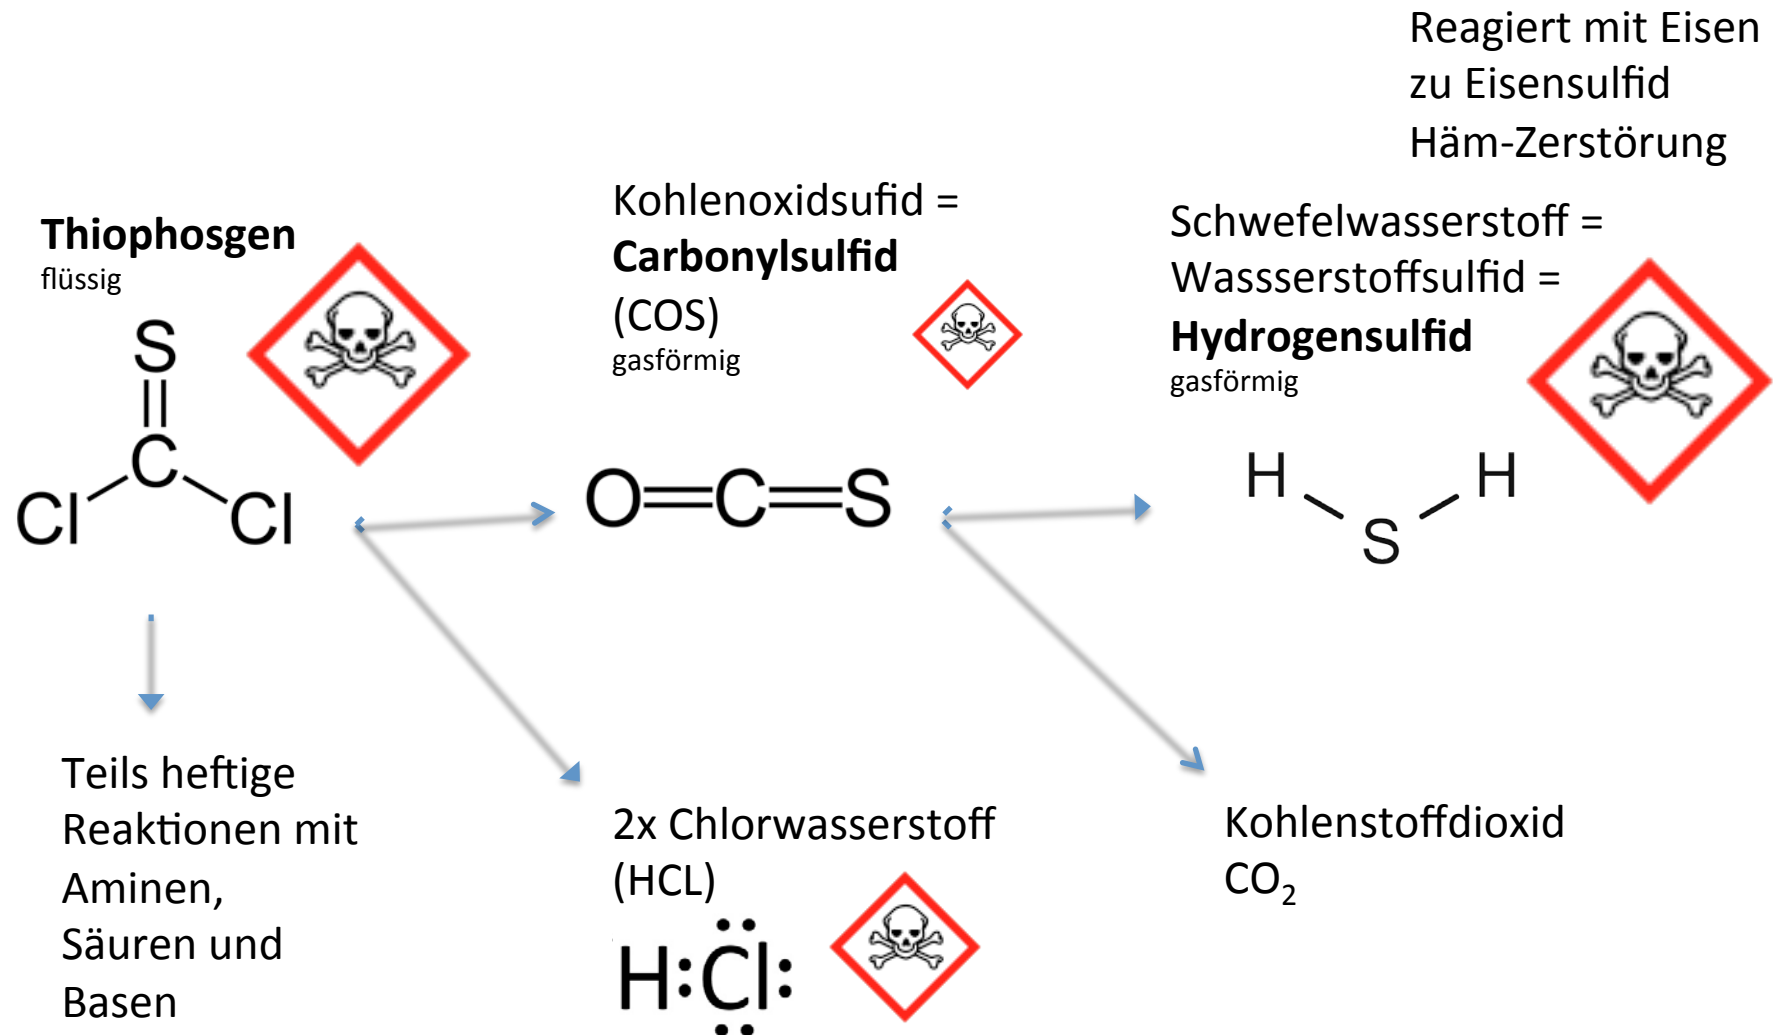 Reagiert mit Eisen
zu Eisensulfid
Häm-Zerstörung
Thiophosgen
flüssig
S
C
Cl
Cl
Teils heftige
Reaktionen mit
Aminen,
Säuren und
Basen
Kohlenoxidsufid =
Carbonylsulfid
(COS)
gasförmig
O=C=S
2x Chlorwasserstoff
(HCL)
H:Cl:
Schwefelwasserstoff =
Wassserstoffsulfid =
Hydrogensulfid
gasförmig
H H
S
Kohlenstoffdioxid
CO₂